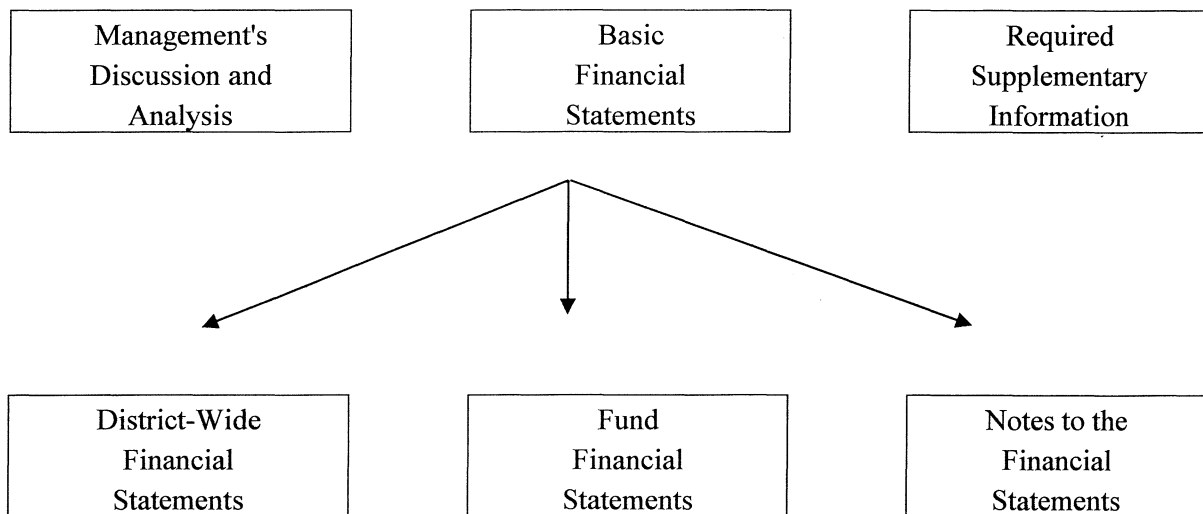 Management's
Discussion and
Analysis
Basic
Financial
Statements
Required
Supplementary
Information
District-Wide
Financial
Statements
Fund
Financial
Statements
Notes to the
Financial
Statements